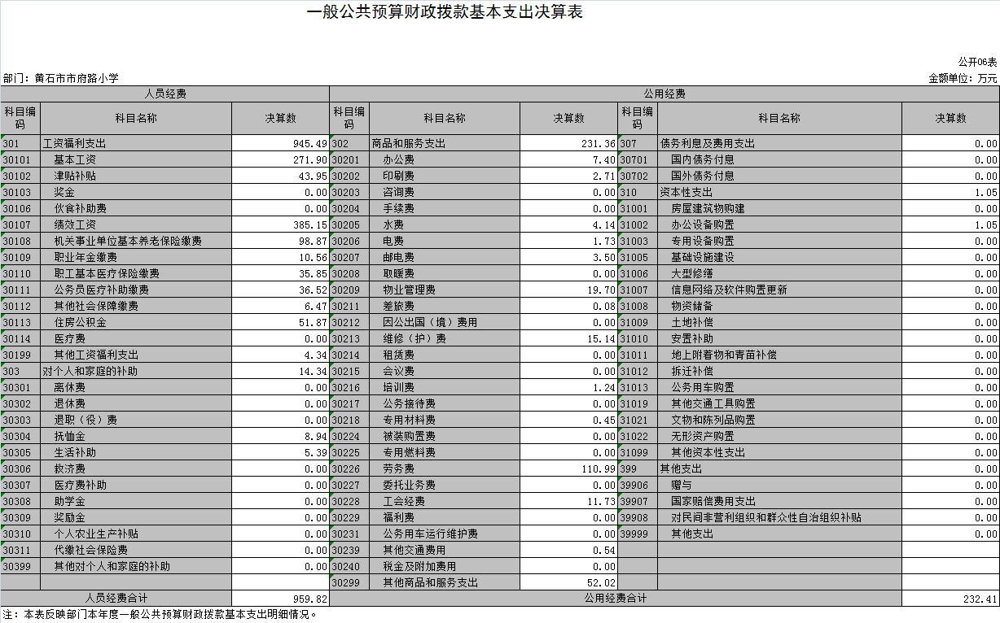 一般公共预算财政拨款基本支出决算表
公开06表
部门：黄石市市府路小学 金额单位：万元
人员经费 公用经费
科目编码 科目名称 决算数 科目编码 科目名称 决算数 科目编码 科目名称 决算数
301 工资福利支出 945.49 302 商品和服务支出 231.36 307 债务利息及费用支出 0.00
30101 基本工资 271.90 30201 办公费 7.40 30701 国内债务付息 0.00
30102 津贴补贴 43.95 30202 印刷费 2.71 30702 国外债务付息 0.00
30103 奖金 0.00 30203 咨询费 0.00 310 资本性支出 1.05
30106 伙食补助费 0.00 30204 手续费 0.00 31001 房屋建筑物购建 0.00
30107 绩效工资 385.15 30205 水费 4.14 31002 办公设备购置 1.05
30108 机关事业单位基本养老保险缴费 98.87 30206 电费 1.73 31003 专用设备购置 0.00
30109 职业年金缴费 10.56 30207 邮电费 3.50 31005 基础设施建设 0.00
30110 职工基本医疗保险缴费 35.85 30208 取暖费 0.00 31006 大型修缮 0.00
30111 公务员医疗补助缴费 36.52 30209 物业管理费 19.70 31007 信息网络及软件购置更新 0.00
30112 其他社会保障缴费 6.47 30211 差旅费 0.08 31008 物资储备 0.00
30113 住房公积金 51.87 30212 因公出国（境）费用 0.00 31009 土地补偿 0.00
30114 医疗费 0.00 30213 维修（护）费 15.14 31010 安置补助 0.00
30199 其他工资福利支出 4.34 30214 租赁费 0.00 31011 地上附着物和青苗补偿 0.00
303 对个人和家庭的补助 14.34 30215 会议费 0.00 31012 拆迁补偿 0.00
30301 离休费 0.00 30216 培训费 1.24 31013 公务用车购置 0.00
30302 退休费 0.00 30217 公务接待费 0.00 31019 其他交通工具购置 0.00
30303 退职（役）费 0.00 30218 专用材料费 0.45 31021 文物和陈列品购置 0.00
30304 抚恤金 8.94 30224 被装购置费 0.00 31022 无形资产购置 0.00
30305 生活补助 5.39 30225 专用燃料费 0.00 31099 其他资本性支出 0.00
30306 救济费 0.00 30226 劳务费 110.99 399 其他支出 0.00
30307 医疗费补助 0.00 30227 委托业务费 0.00 39906 赠与 0.00
30308 助学金 0.00 30228 工会经费 11.73 39907 国家赔偿费用支出 0.00
30309 奖励金 0.00 30229 福利费 0.00 39908 对民间非营利组织和群众性自治组织补贴 0.00
30310 个人农业生产补贴 0.00 30231 公务用车运行维护费 0.00 39999 其他支出 0.00
30311 代缴社会保险费 0.00 30239 其他交通费用 0.54
30399 其他对个人和家庭的补助 0.00 30240 税金及附加费用 0.00
30299 其他商品和服务支出 52.02
人员经费合计 959.82 公用经费合计 232.41
注：本表反映部门本年度一般公共预算财政拨款基本支出明细情况。